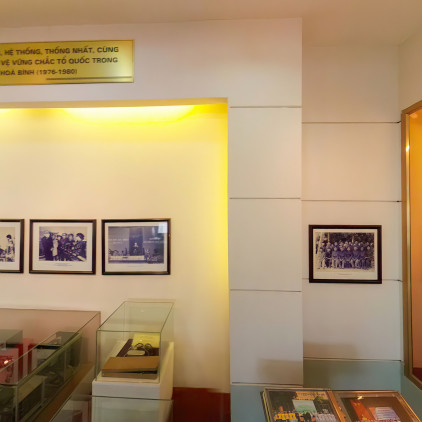 , HỆ THỐNG, THỐNG NHẤT, CÙNG
VỆ VỮNG CHẮC TỔ QUỐC TRONG
HOÀ BÌNH (1976-1980)